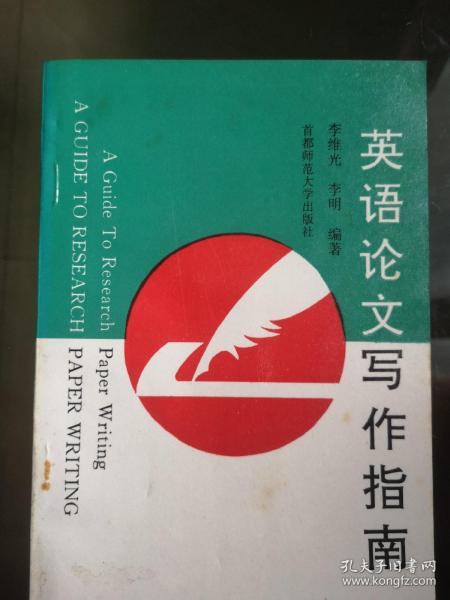 英语论文写作指南
李维光 李明 编著
首都师范大学出版社
A Guide To Research Paper Writing
A GUIDE TO RESEARCH PAPER WRITING
孔夫子旧书网
www.kongfz.com